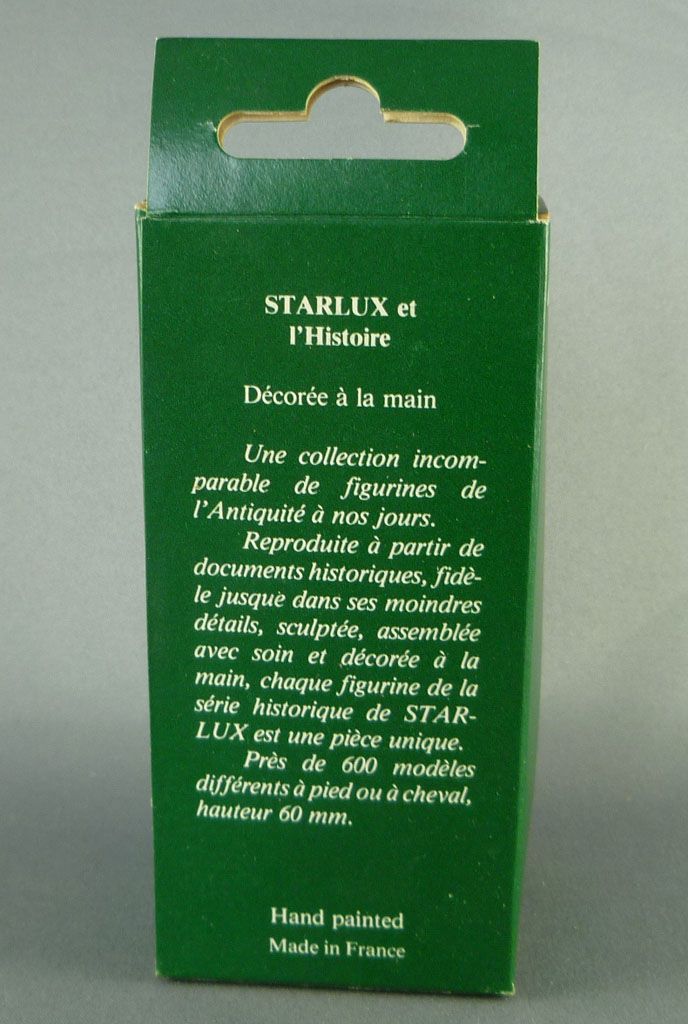 STARLUX et
l'Histoire
Décorée à la main
Une collection incom-
parable de figurines de
l'Antiquité à nos jours.
Reproduite à partir de
documents historiques, fidè-
le jusque dans ses moindres
détails, sculptée, assemblée
avec soin et décorée à la
main, chaque figurine de la
série historique de STAR-
LUX est une pièce unique.
Près de 600 modèles
différents à pied ou à cheval,
hauteur 60 mm.
Hand painted
Made in France